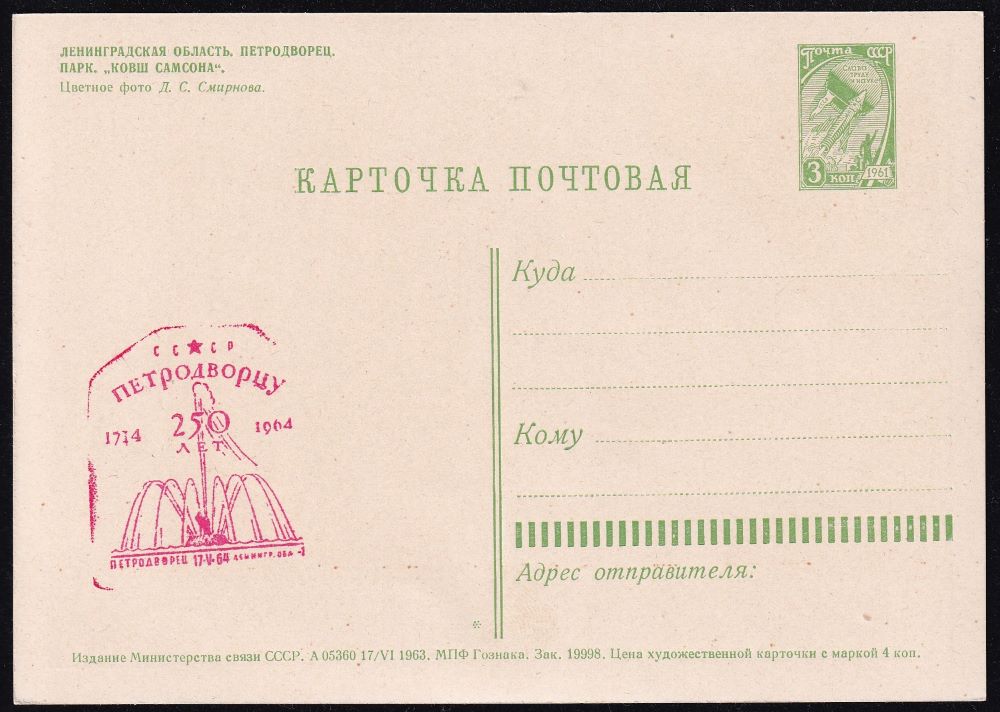 ЛЕНИНГРАДСКАЯ ОБЛАСТЬ. ПЕТРОДВОРЕЦ.
ПАРК. „КОВШ САМСОНА“.
Цветное фото Д. С. Смирнова.
Почта СССР
СЛАВА
ТРУДУ
И НАУКЕ!
3 коп. 1961
КАРТОЧКА ПОЧТОВАЯ
Куда
Кому
Адрес отправителя:
СССР
ПЕТРОДВОРЦУ
1714 250 1964
ЛЕТ
ПЕТРОДВОРЕЦ 17-V-64 ЛЕНИНГР. ОБЛ -1
*
Издание Министерства связи СССР. А 05360 17/VI 1963. МПФ Гознака. Зак. 19998. Цена художественной карточки с маркой 4 коп.